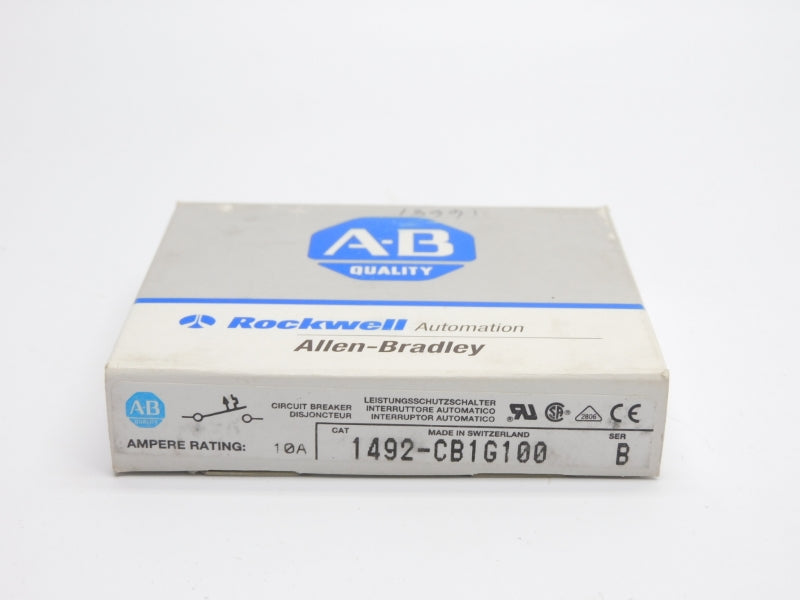 A-B
QUALITY
Rockwell Automation
Allen-Bradley
AB
QUALITY
CIRCUIT BREAKER
DISJONCTEUR
LEISTUNGSSCHUTZSCHALTER
INTERRUTTORE AUTOMATICO
INTERRUPTOR AUTOMATICO
2806
CE
AMPERE RATING: 10A
CAT
MADE IN SWITZERLAND
SER
1492-CB1G100
B